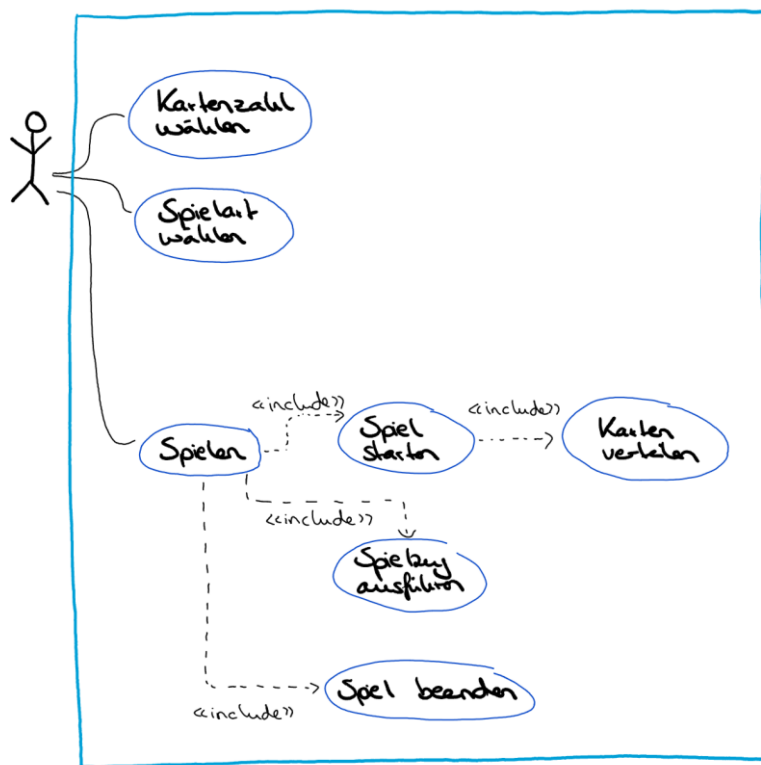 Kartenzahl
wählen
Spielart
wählen
«include»
«include»
Spielen
Spiel
starten
Karten
verteilen
«include»
Spielzug
ausführen
Spiel beenden
«include»